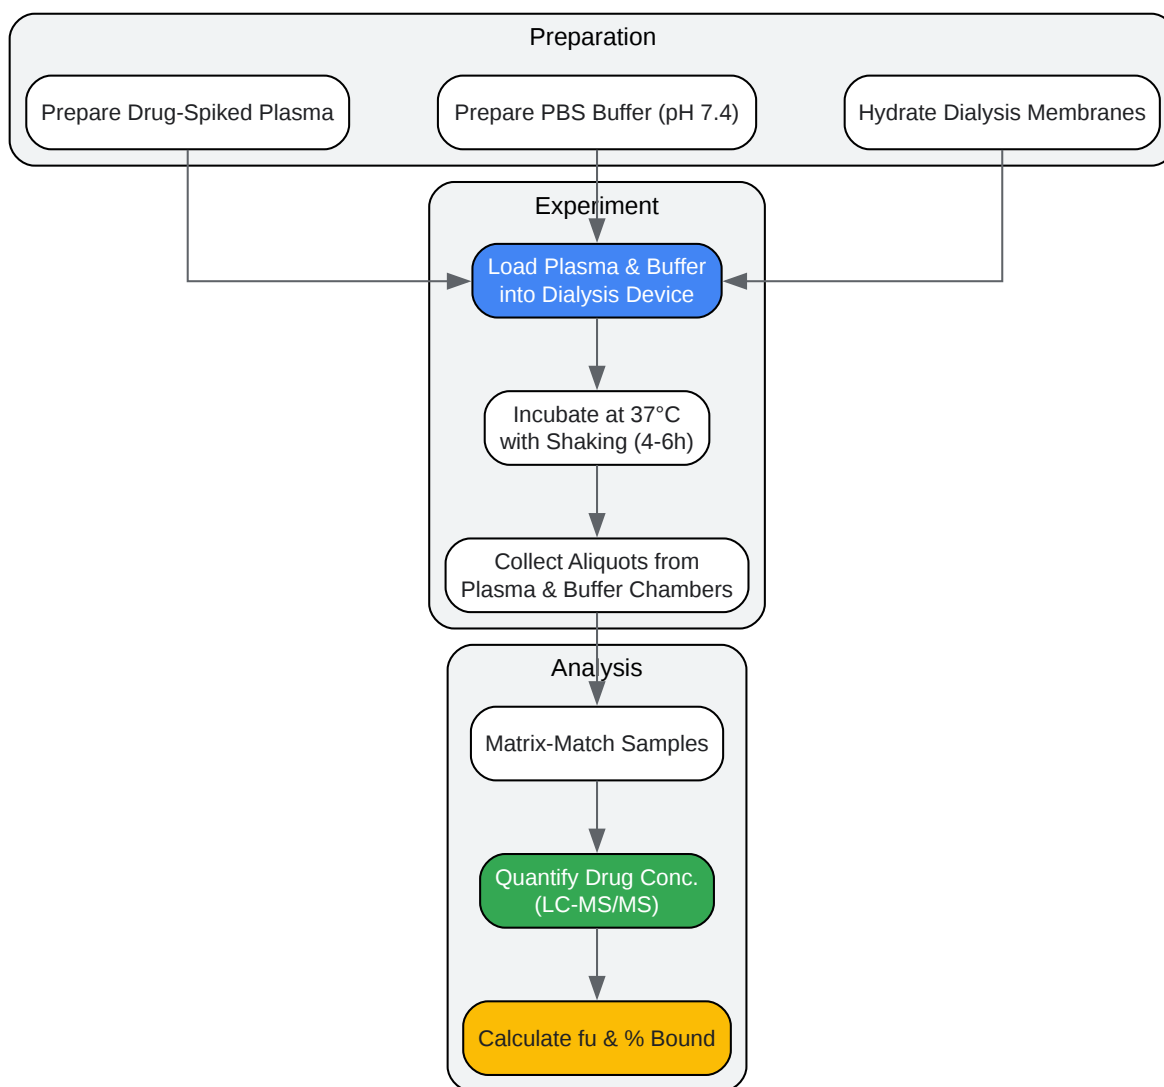 Preparation
Prepare Drug-Spiked Plasma
Prepare PBS Buffer (pH 7.4)
Hydrate Dialysis Membranes
Experiment
Load Plasma & Buffer
into Dialysis Device
Incubate at 37°C
with Shaking (4-6h)
Collect Aliquots from
Plasma & Buffer Chambers
Analysis
Matrix-Match Samples
Quantify Drug Conc.
(LC-MS/MS)
Calculate fu & % Bound